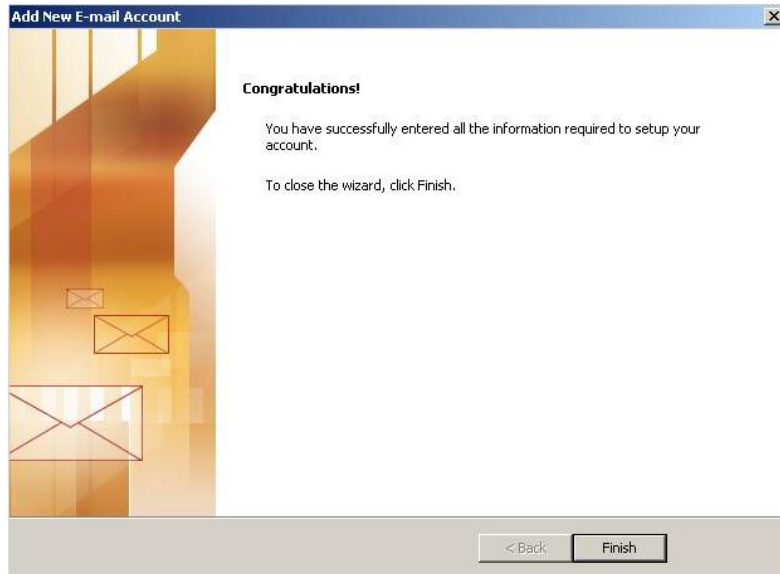 Add New E-mail Account
Congratulations!
You have successfully entered all the information required to setup your
account.
To close the wizard, click Finish.
< Back
Finish